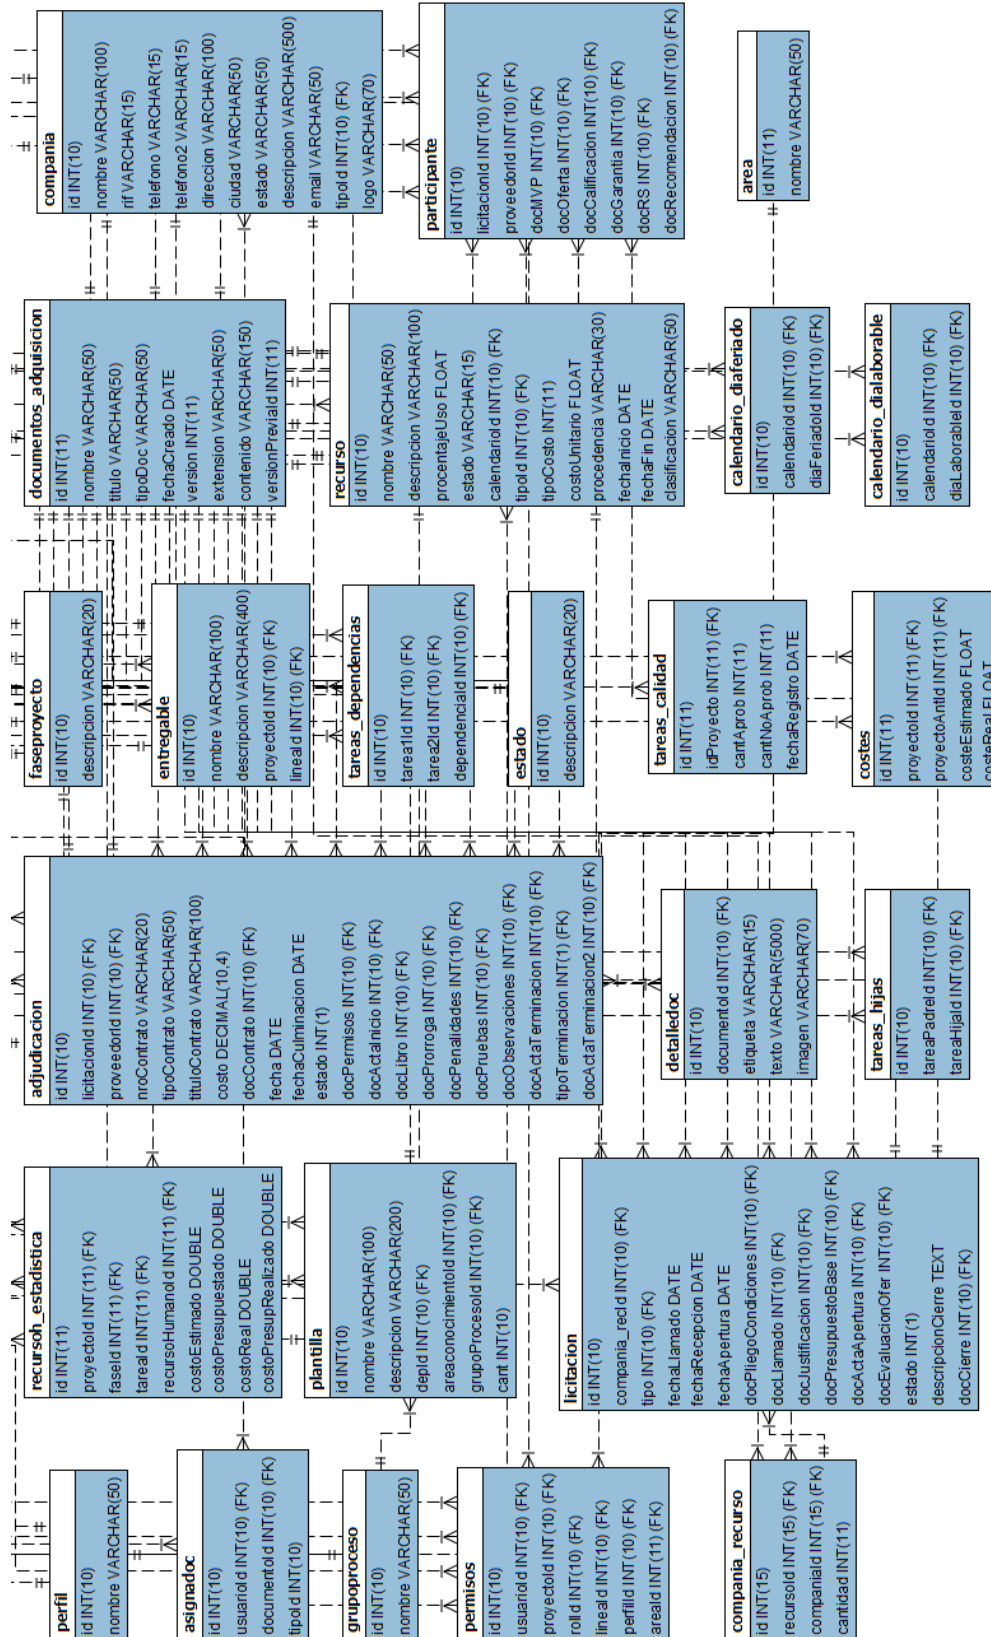 compania
id INT(10)
nombre VARCHAR(100)
rif VARCHAR(15)
telefono VARCHAR(15)
telefono2 VARCHAR(15)
direccion VARCHAR(100)
ciudad VARCHAR(50)
estado VARCHAR(50)
descripcion VARCHAR(500)
email VARCHAR(50)
tipoId INT(10) (FK)
logo VARCHAR(70)
participante
id INT(10)
licitacionId INT(10) (FK)
proveedorId INT(10) (FK)
docMVP INT(10) (FK)
docOferta INT(10) (FK)
docCalificacion INT(10) (FK)
docGarantia INT(10) (FK)
docRS INT(10) (FK)
docRecomendacion INT(10) (FK)
area
id INT(11)
nombre VARCHAR(50)
documentos_adquisicion
id INT(11)
nombre VARCHAR(50)
titulo VARCHAR(50)
tipoDoc VARCHAR(50)
fechaCreado DATE
version INT(11)
extension VARCHAR(50)
contenido VARCHAR(150)
versionPreviaId INT(11)
recurso
id INT(10)
nombre VARCHAR(50)
descripcion VARCHAR(100)
procentajeUso FLOAT
estado VARCHAR(15)
calendarioId INT(10) (FK)
tipoId INT(10) (FK)
tipoCosto INT(11)
costoUnitario FLOAT
procedencia VARCHAR(30)
fechaInicio DATE
fechaFin DATE
clasificacion VARCHAR(50)
calendario_diaferiado
id INT(10)
calendarioId INT(10) (FK)
diaFeriadoId INT(10) (FK)
calendario_dialaborable
id INT(10)
calendarioId INT(10) (FK)
diaLaborableId INT(10) (FK)
faseproyecto
id INT(10)
descripcion VARCHAR(20)
entregable
id INT(10)
nombre VARCHAR(100)
descripcion VARCHAR(400)
proyectoId INT(10) (FK)
lineaId INT(10) (FK)
tareas_dependencias
id INT(10)
tarea1Id INT(10) (FK)
tarea2Id INT(10) (FK)
dependenciaId INT(10) (FK)
estado
id INT(10)
descripcion VARCHAR(20)
tareas_calidad
id INT(11)
idProyecto INT(11) (FK)
cantAprob INT(11)
cantNoAprob INT(11)
fechaRegistro DATE
costes
id INT(11)
proyectoId INT(11) (FK)
proyectoAntId INT(11) (FK)
costeEstimado FLOAT
costeReal FLOAT
adjudicacion
id INT(10)
licitacionId INT(10) (FK)
proveedorId INT(10) (FK)
nroContrato VARCHAR(20)
tipoContrato VARCHAR(50)
tituloContrato VARCHAR(100)
costo DECIMAL(10,4)
docContrato INT(10) (FK)
fecha DATE
fechaCulminacion DATE
estado INT(1)
docPermisos INT(10) (FK)
docActaInicio INT(10) (FK)
docLibro INT(10) (FK)
docProrroga INT(10) (FK)
docPenalidades INT(10) (FK)
docPruebas INT(10) (FK)
docObservaciones INT(10) (FK)
docActaTerminacion INT(10) (FK)
tipoTerminacion INT(1) (FK)
docActaTerminacion2 INT(10) (FK)
detalledoc
id INT(10)
documentoId INT(10) (FK)
etiqueta VARCHAR(15)
texto VARCHAR(5000)
imagen VARCHAR(70)
tareas_hijas
id INT(10)
tareaPadreId INT(10) (FK)
tareaHijaId INT(10) (FK)
recursoh_estadistica
id INT(11)
proyectoId INT(11) (FK)
faseId INT(11) (FK)
tareaId INT(11) (FK)
recursoHumanoId INT(11) (FK)
costoEstimado DOUBLE
costoPresupuestado DOUBLE
costoReal DOUBLE
costoPresupRealizado DOUBLE
plantilla
id INT(10)
nombre VARCHAR(100)
descripcion VARCHAR(200)
depId INT(10) (FK)
areaconocimientoId INT(10) (FK)
grupoProcesoId INT(10) (FK)
cant INT(10)
licitacion
id INT(10)
compania_recId INT(10) (FK)
tipo INT(10) (FK)
fechaLlamado DATE
fechaRecepcion DATE
fechaApertura DATE
docPliegoCondiciones INT(10) (FK)
docLlamado INT(10) (FK)
docJustificacion INT(10) (FK)
docPresupuestoBase INT(10) (FK)
docActaApertura INT(10) (FK)
docEvaluacionOfer INT(10) (FK)
estado INT(1)
descripcionCierre TEXT
docCierre INT(10) (FK)
perfil
id INT(10)
nombre VARCHAR(50)
asignadoc
id INT(10)
usuarioId INT(10) (FK)
documentoId INT(10) (FK)
tipoId INT(10)
grupoproceso
id INT(10)
nombre VARCHAR(50)
permisos
id INT(10)
usuarioId INT(10) (FK)
proyectoId INT(10) (FK)
rolId INT(10) (FK)
lineaId INT(10) (FK)
perfilId INT(10) (FK)
areaId INT(11) (FK)
compania_recurso
id INT(15)
recursoId INT(15) (FK)
companiaId INT(15) (FK)
cantidad INT(11)